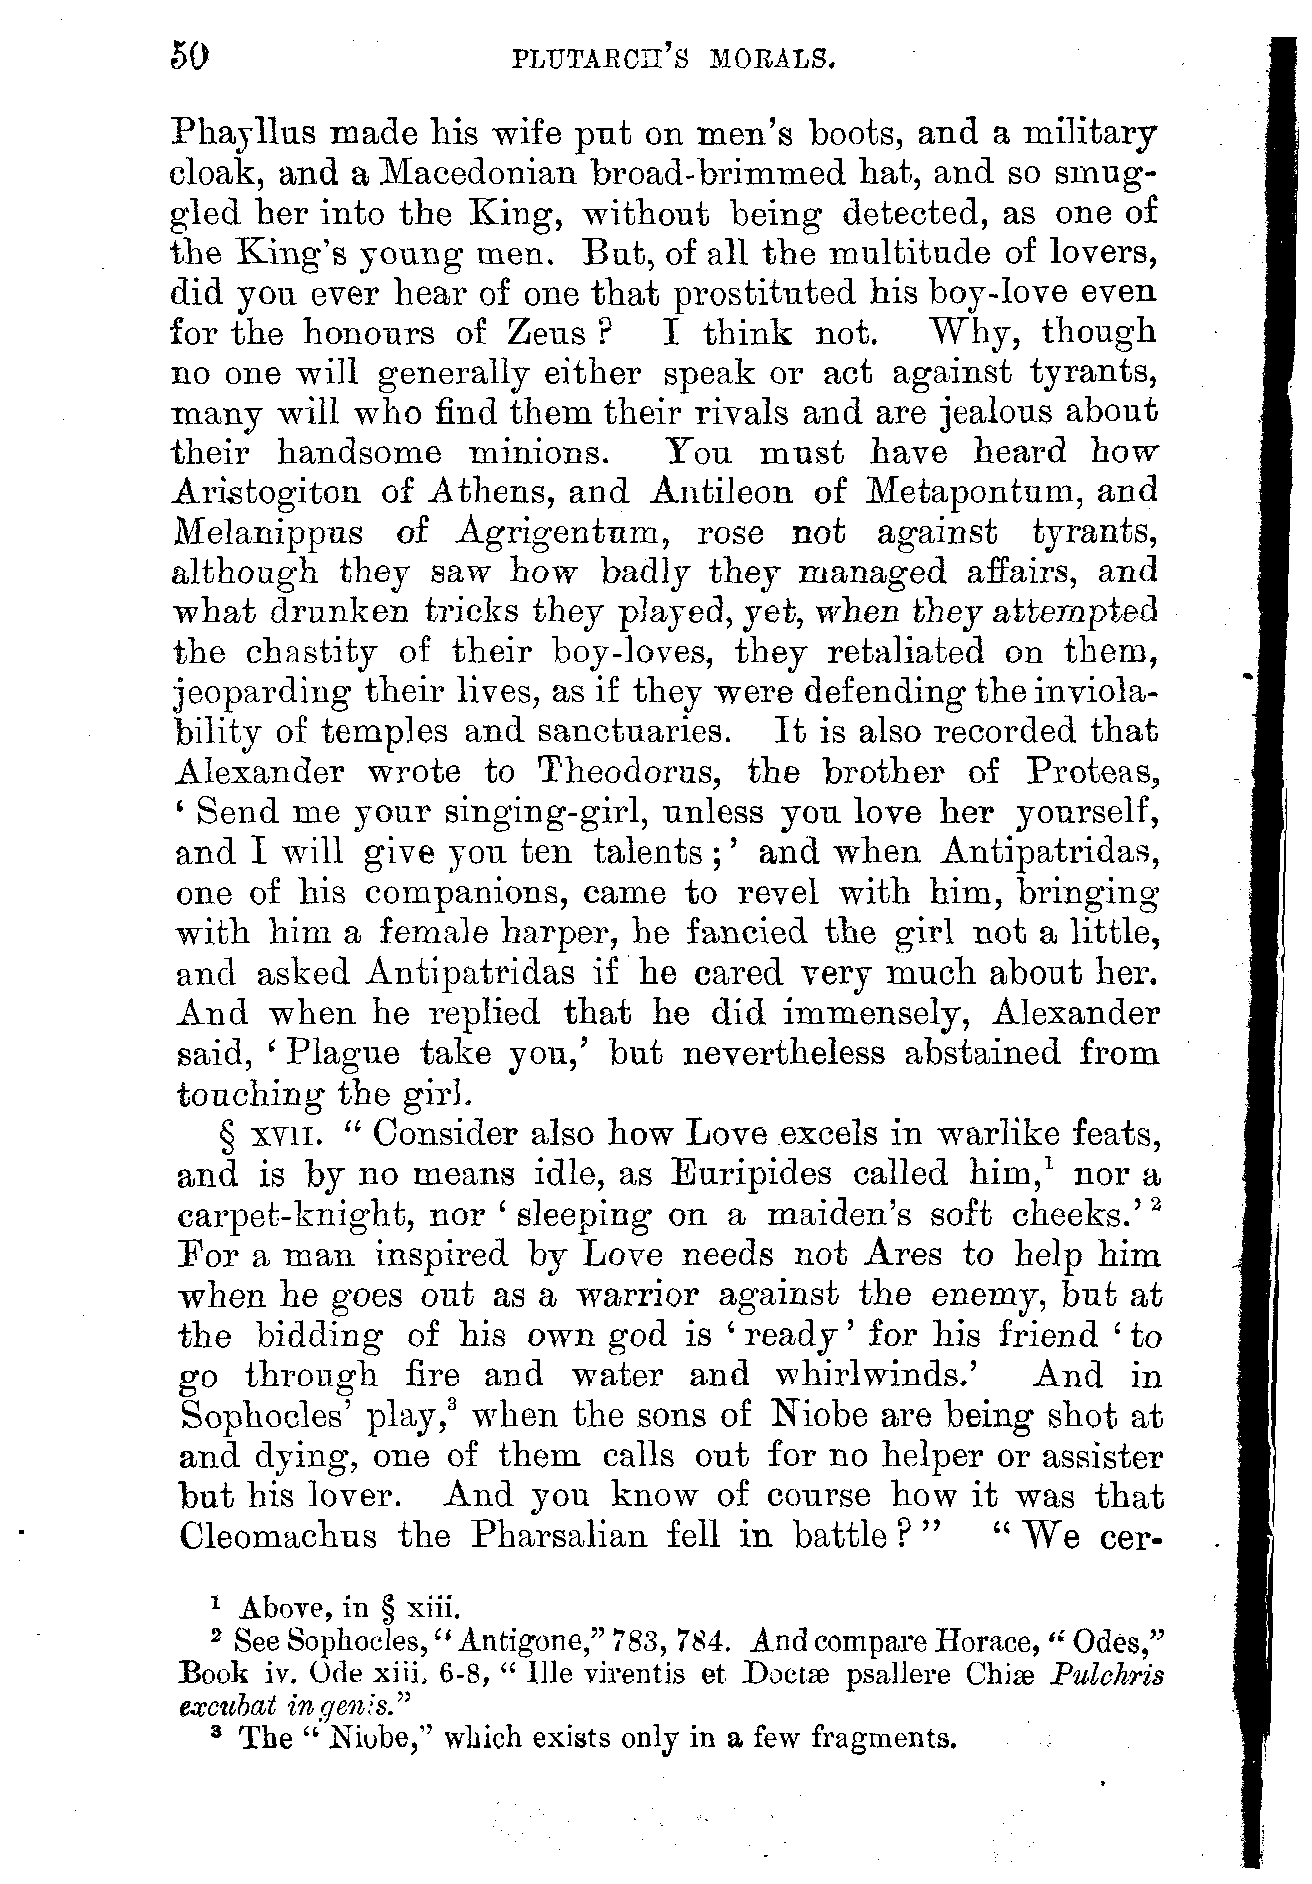 50 PLUTARCH'S MORALS.
Phayllus made his wife put on men's boots, and a military
cloak, and a Macedonian broad-brimmed hat, and so smug-
gled her into the King, without being detected, as one of
the King's young men. But, of all the multitude of lovers,
did you ever hear of one that prostituted his boy-love even
for the honours of Zeus? I think not. Why, though
no one will generally either speak or act against tyrants,
many will who find them their rivals and are jealous about
their handsome minions. You must have heard how
Aristogiton of Athens, and Antileon of Metapontum, and
Melanippus of Agrigentum, rose not against tyrants,
although they saw how badly they managed affairs, and
what drunken tricks they played, yet, when they attempted
the chastity of their boy-loves, they retaliated on them,
jeoparding their lives, as if they were defending the inviola-
bility of temples and sanctuaries. It is also recorded that
Alexander wrote to Theodorus, the brother of Proteas,
‘Send me your singing-girl, unless you love her yourself,
and I will give you ten talents;’ and when Antipatridas,
one of his companions, came to revel with him, bringing
with him a female harper, he fancied the girl not a little,
and asked Antipatridas if he cared very much about her.
And when he replied that he did immensely, Alexander
said, ‘Plague take you,’ but nevertheless abstained from
touching the girl.
§ XVII. “Consider also how Love excels in warlike feats,
and is by no means idle, as Euripides called him,¹ nor a
carpet-knight, nor ‘sleeping on a maiden's soft cheeks.’²
For a man inspired by Love needs not Ares to help him
when he goes out as a warrior against the enemy, but at
the bidding of his own god is ‘ready’ for his friend ‘to
go through fire and water and whirlwinds.’ And in
Sophocles' play,³ when the sons of Niobe are being shot at
and dying, one of them calls out for no helper or assister
but his lover. And you know of course how it was that
Cleomachus the Pharsalian fell in battle?” “We cer-
¹ Above, in § xiii.
² See Sophocles, “Antigone,” 783, 784. And compare Horace, “Odes,”
Book iv. Ode xiii. 6-8, “Ille virentis et Doctæ psallere Chiæ Pulchris
excubat in genis.”
³ The “Niobe,” which exists only in a few fragments.